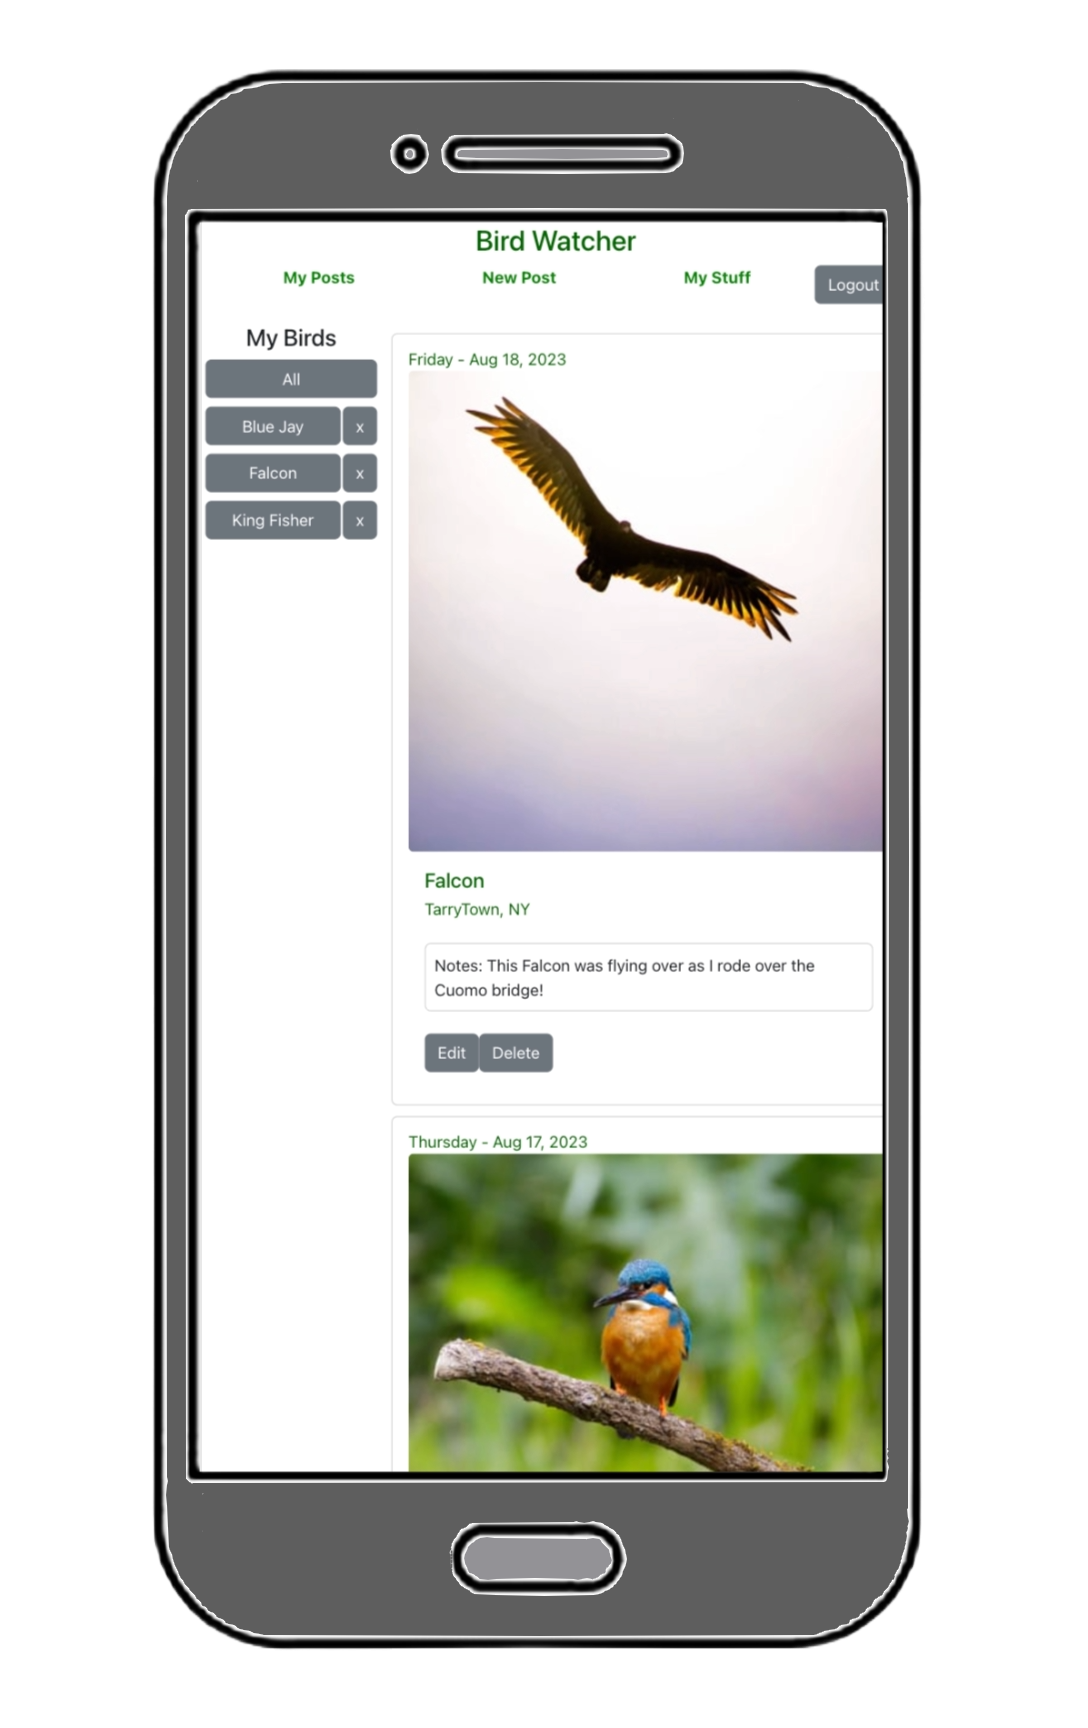 Bird Watcher
My Posts New Post My Stuff Logout
My Birds
All
Blue Jay x
Falcon x
King Fisher x
Friday - Aug 18, 2023
Falcon
TarryTown, NY
Notes: This Falcon was flying over as I rode over the
Cuomo bridge!
Edit Delete
Thursday - Aug 17, 2023